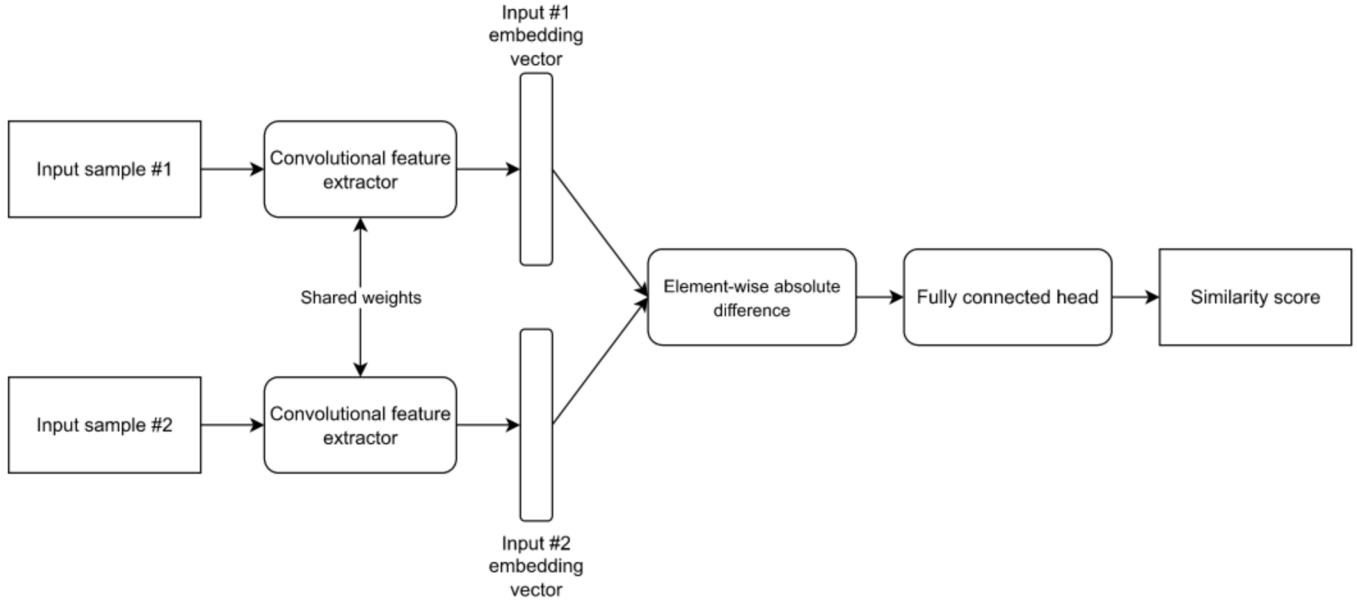 Input #1
embedding
vector
Input sample #1
Convolutional feature
extractor
Shared weights
Element-wise absolute
difference
Fully connected head
Similarity score
Input sample #2
Convolutional feature
extractor
Input #2
embedding
vector